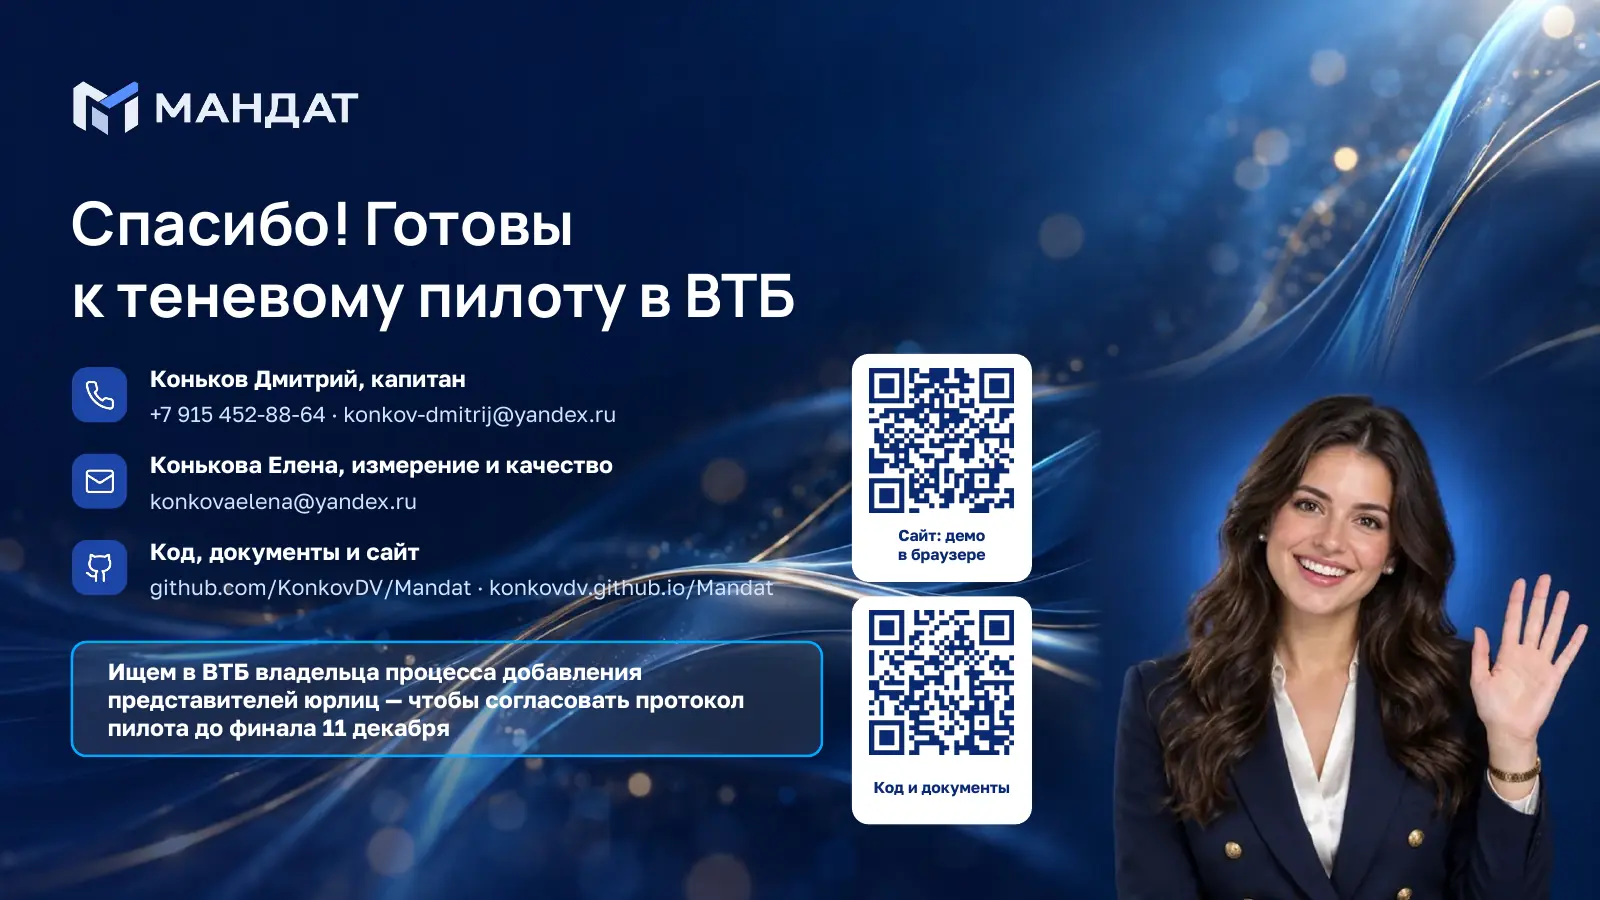 МАНДАТ
Спасибо! Готовы
к теневому пилоту в ВТБ
Коньков Дмитрий, капитан
+7 915 452-88-64 · konkov-dmitrij@yandex.ru
Конькова Елена, измерение и качество
konkovaelena@yandex.ru
Код, документы и сайт
github.com/KonkovDV/Mandat · konkovdv.github.io/Mandat
Ищем в ВТБ владельца процесса добавления
представителей юрлиц — чтобы согласовать протокол
пилота до финала 11 декабря
Сайт: демо
в браузере
Код и документы